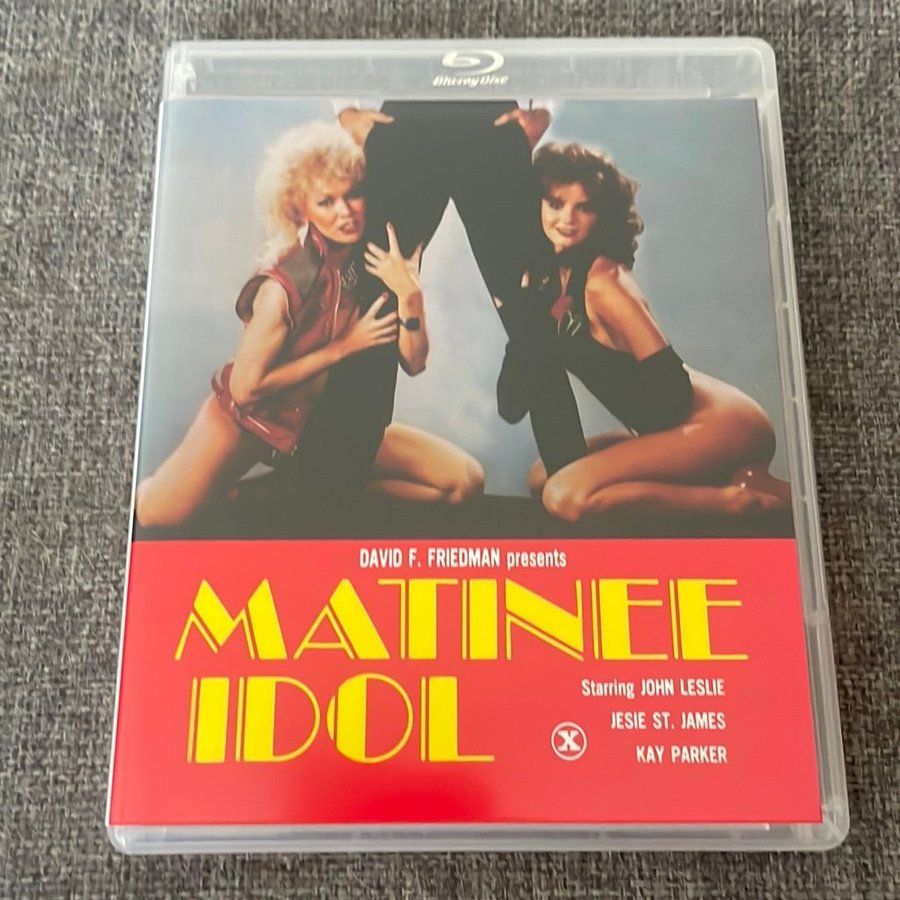 Blu-ray Disc
DAVID F. FRIEDMAN presents
MATINEE
IDOL
Starring JOHN LESLIE
JESIE ST. JAMES
X
KAY PARKER